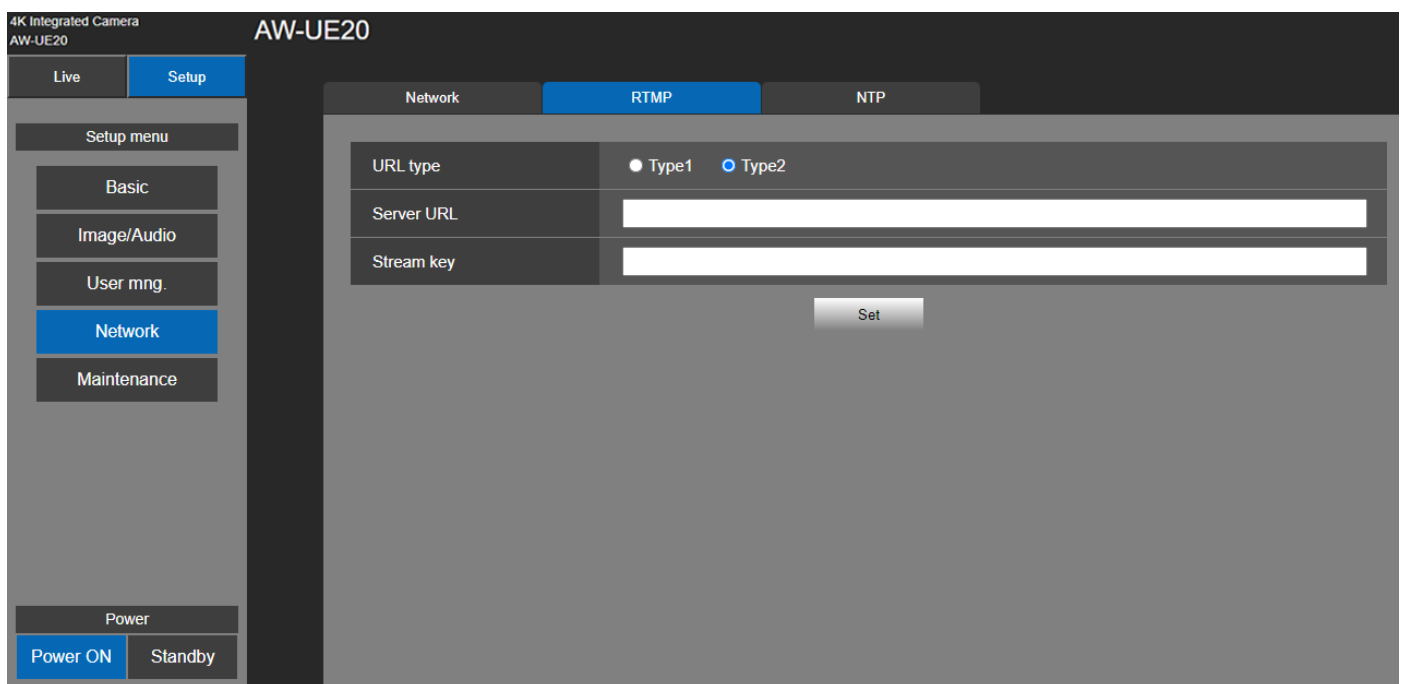 4K Integrated Camera
AW-UE20
AW-UE20
Live Setup
Setup menu
Basic
Image/Audio
User mng.
Network
Maintenance
Power
Power ON Standby
Network RTMP NTP
URL type Type1 Type2
Server URL
Stream key
Set